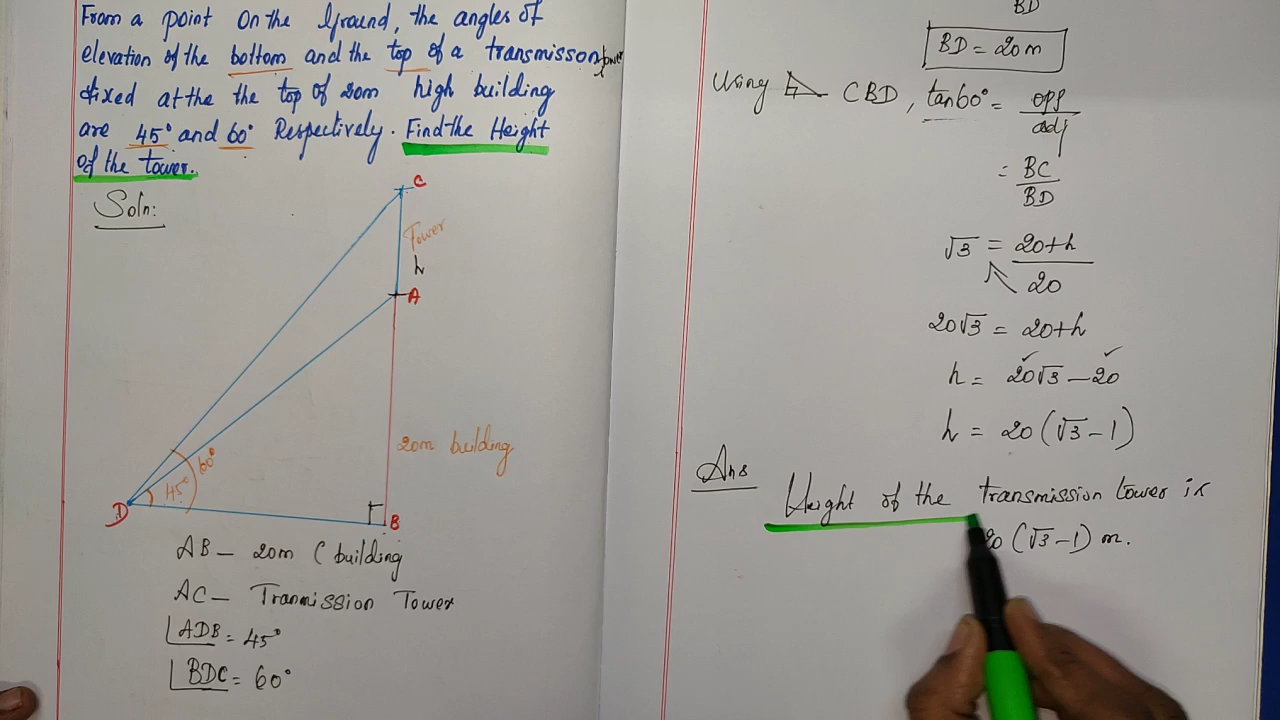 From a point on the Ground, the angles of
elevation of the bottom and the top of a transmisson tower
fixed at the the top of 20m high building
are 45° and 60° Respectively. Find the Height
of the tower.
Soln:
C
Tower
h
A
20m building
60°
45°
D
B
AB - 20m ( building
AC - Tranmission Tower
∠ADB = 45°
∠BDC = 60°
BD
BD = 20m
Using CBD, tan60° = opp/adj
= BC/BD
√3 = 20+h/20
20√3 = 20+h
h = 20√3 - 20
h = 20(√3-1)
Ans
Height of the transmission tower is
20(√3-1) m.